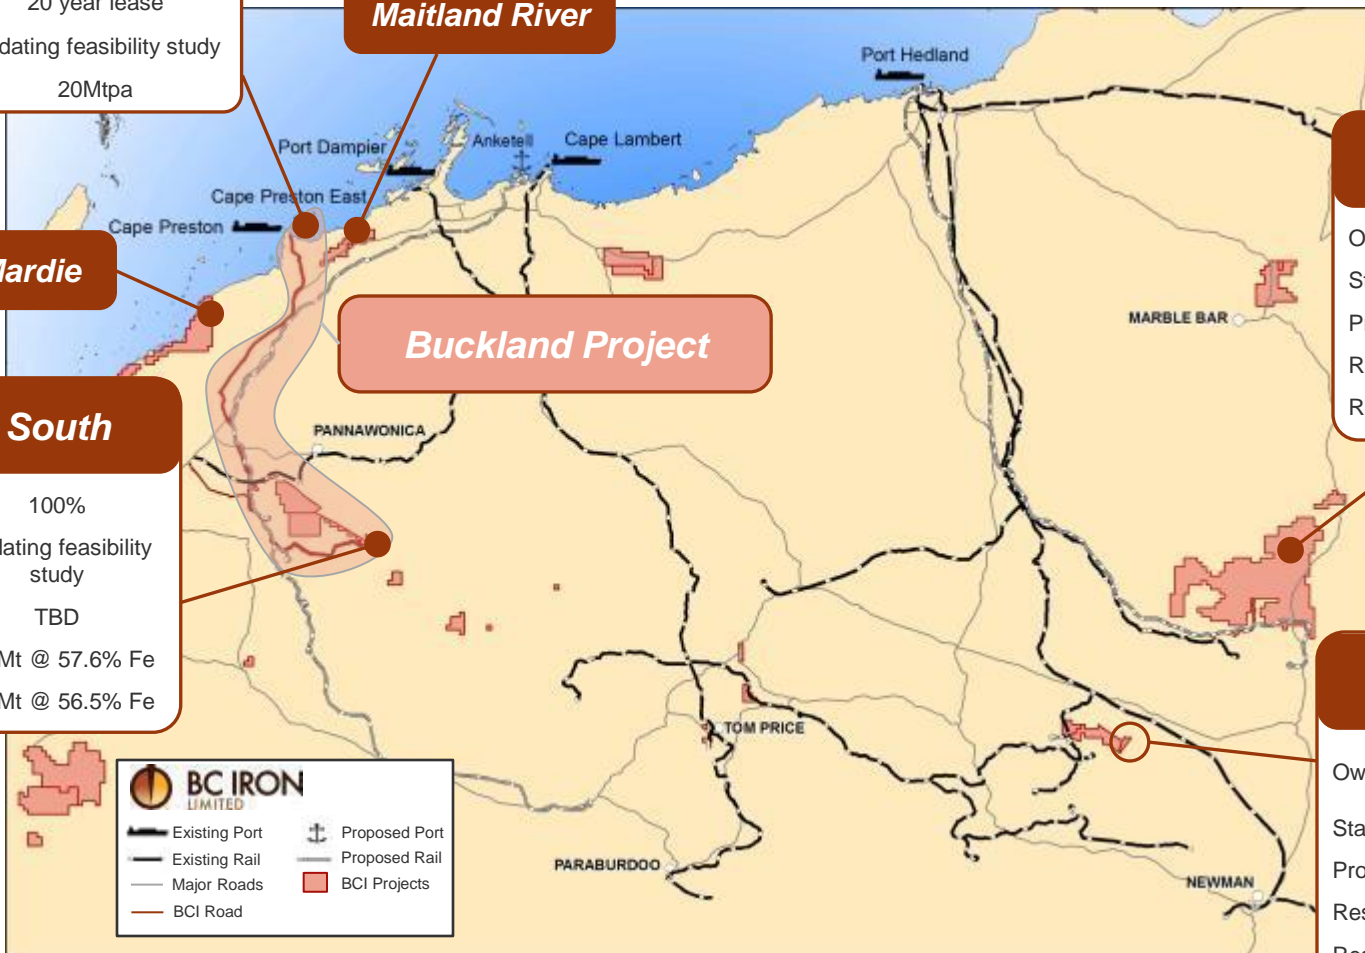 20 year lease
dating feasibility study
20Mtpa
Maitland River
Port Hedland
Port Dampier
Anketell
Cape Lambert
Cape Preston East
Cape Preston
Mardie
Buckland Project
MARBLE BAR
South
100%
dating feasibility
study
TBD
Mt @ 57.6% Fe
Mt @ 56.5% Fe
PANNAWONICA
O
S
P
R
R
TOM PRICE
PARABURDOO
NEWMAN
BC IRON
LIMITED
Existing Port
Proposed Port
Existing Rail
Proposed Rail
Major Roads
BCI Projects
BCI Road
Ow
Sta
Pro
Res